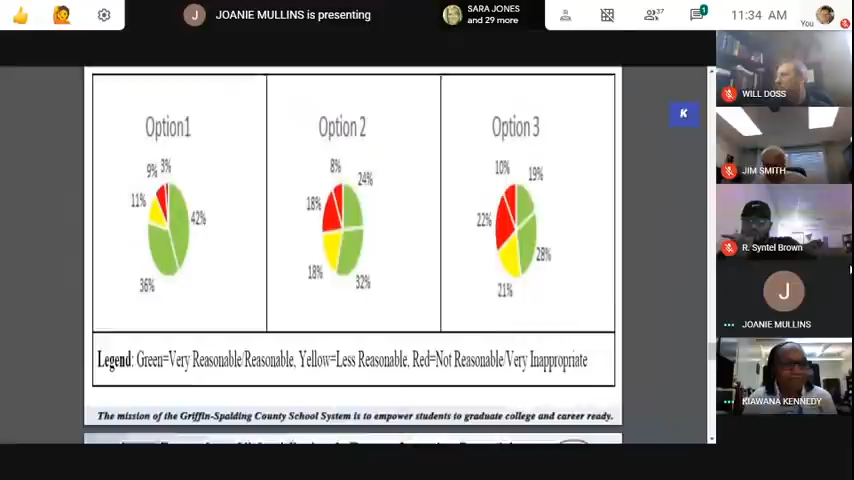 JOANIE MULLINS is presenting
SARA JONES
and 29 more
37
1
11:34 AM
You
K
Option1
Option 2
Option 3
9%
3%
11%
42%
36%
8%
24%
18%
18%
32%
10%
19%
22%
28%
21%
Legend: Green=Very Reasonable/Reasonable, Yellow=Less Reasonable, Red=Not Reasonable/Very Inappropriate
The mission of the Griffin-Spalding County School System is to empower students to graduate college and career ready.
WILL DOSS
JIM SMITH
R. Syntel Brown
J
J
JOANIE MULLINS
KIAWANA KENNEDY